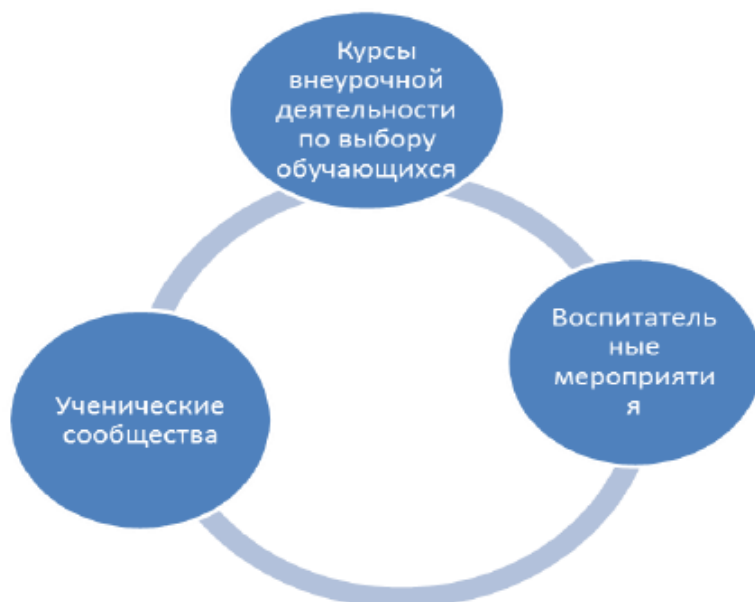 Курсы
внеурочной
деятельности
по выбору
обучающихся
Воспитатель
ные
мероприяти
я
Ученические
сообщества